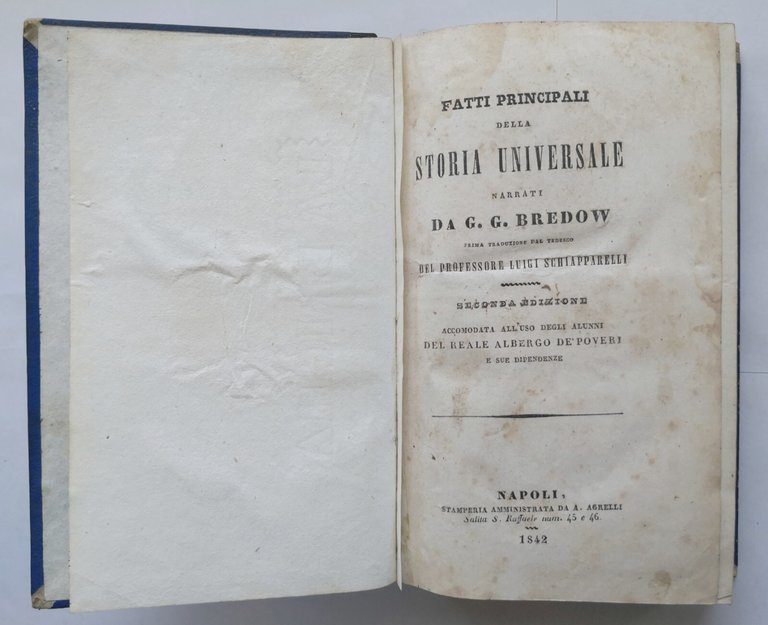 FATTI PRINCIPALI
DELLA
STORIA UNIVERSALE
NARRATI
DA G. G. BREDOW
PRIMA TRADUZIONE DAL TEDESCO
DEL PROFESSORE LUIGI SCHIAPPARELLI
SECONDA EDIZIONE
ACCOMODATA ALL'USO DEGLI ALUNNI
DEL REALE ALBERGO DE' POVERI
E SUE DIPENDENZE
NAPOLI,
STAMPERIA AMMINISTRATA DA A. AGRELLI
Salita S. Raffaele num. 45 e 46.
1842